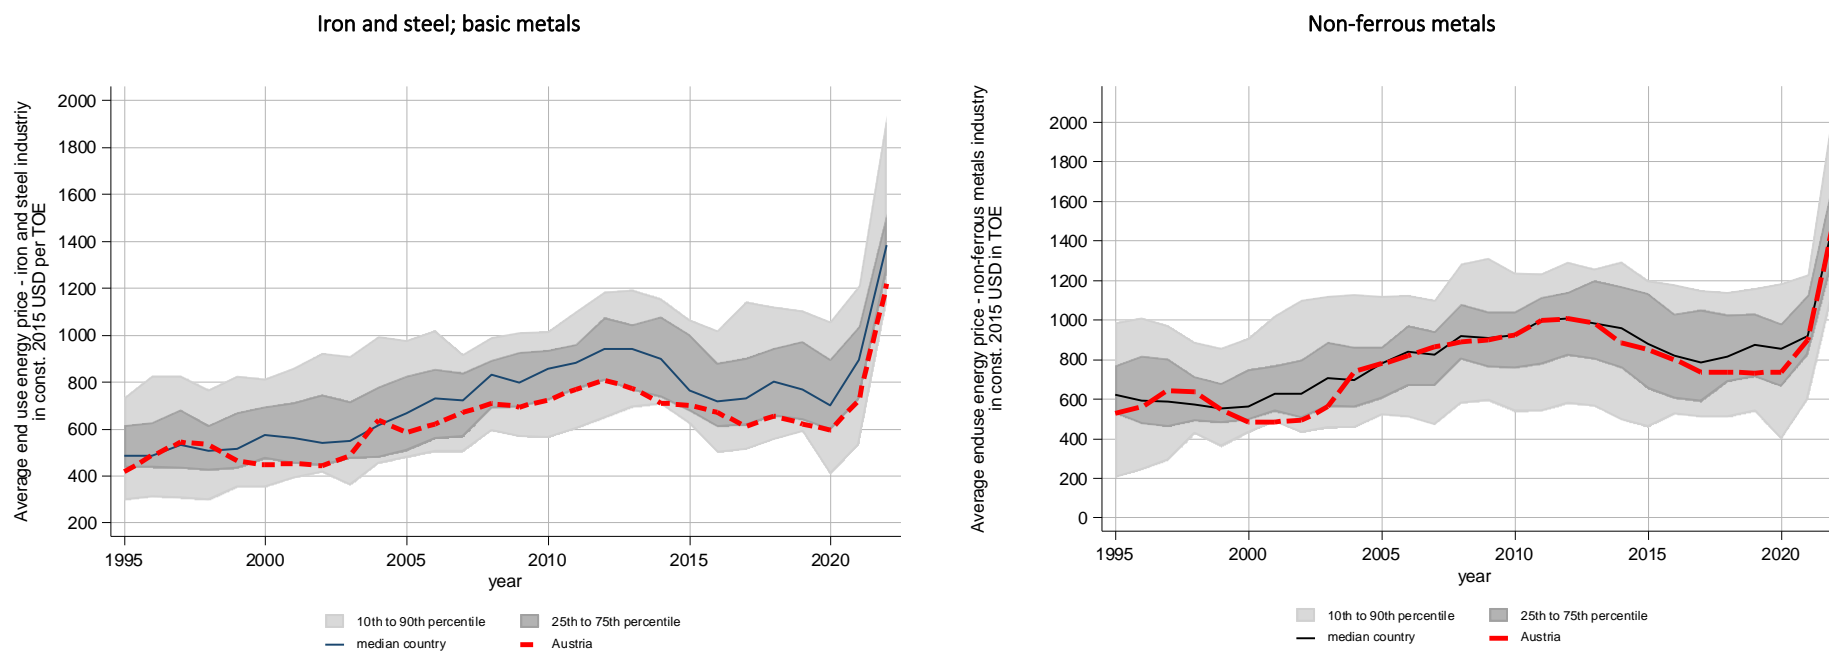 Iron and steel; basic metals
Average end use energy price - iron and steel industriy
in const. 2015 USD per TOE
2000
1800
1600
1400
1200
1000
800
600
400
200
1995 2000 2005 2010 2015 2020
year
10th to 90th percentile 25th to 75th percentile
median country Austria
Non-ferrous metals
Average enduse energy price - non-ferrous metals industry
in const. 2015 USD in TOE
2000
1800
1600
1400
1200
1000
800
600
400
200
0
1995 2000 2005 2010 2015 2020
year
10th to 90th percentile 25th to 75th percentile
median country Austria